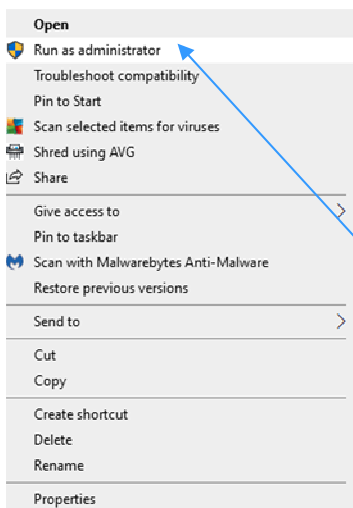 Open
Run as administrator
Troubleshoot compatibility
Pin to Start
Scan selected items for viruses
Shred using AVG
Share
Give access to
Pin to taskbar
Scan with Malwarebytes Anti-Malware
Restore previous versions
Send to
Cut
Copy
Create shortcut
Delete
Rename
Properties